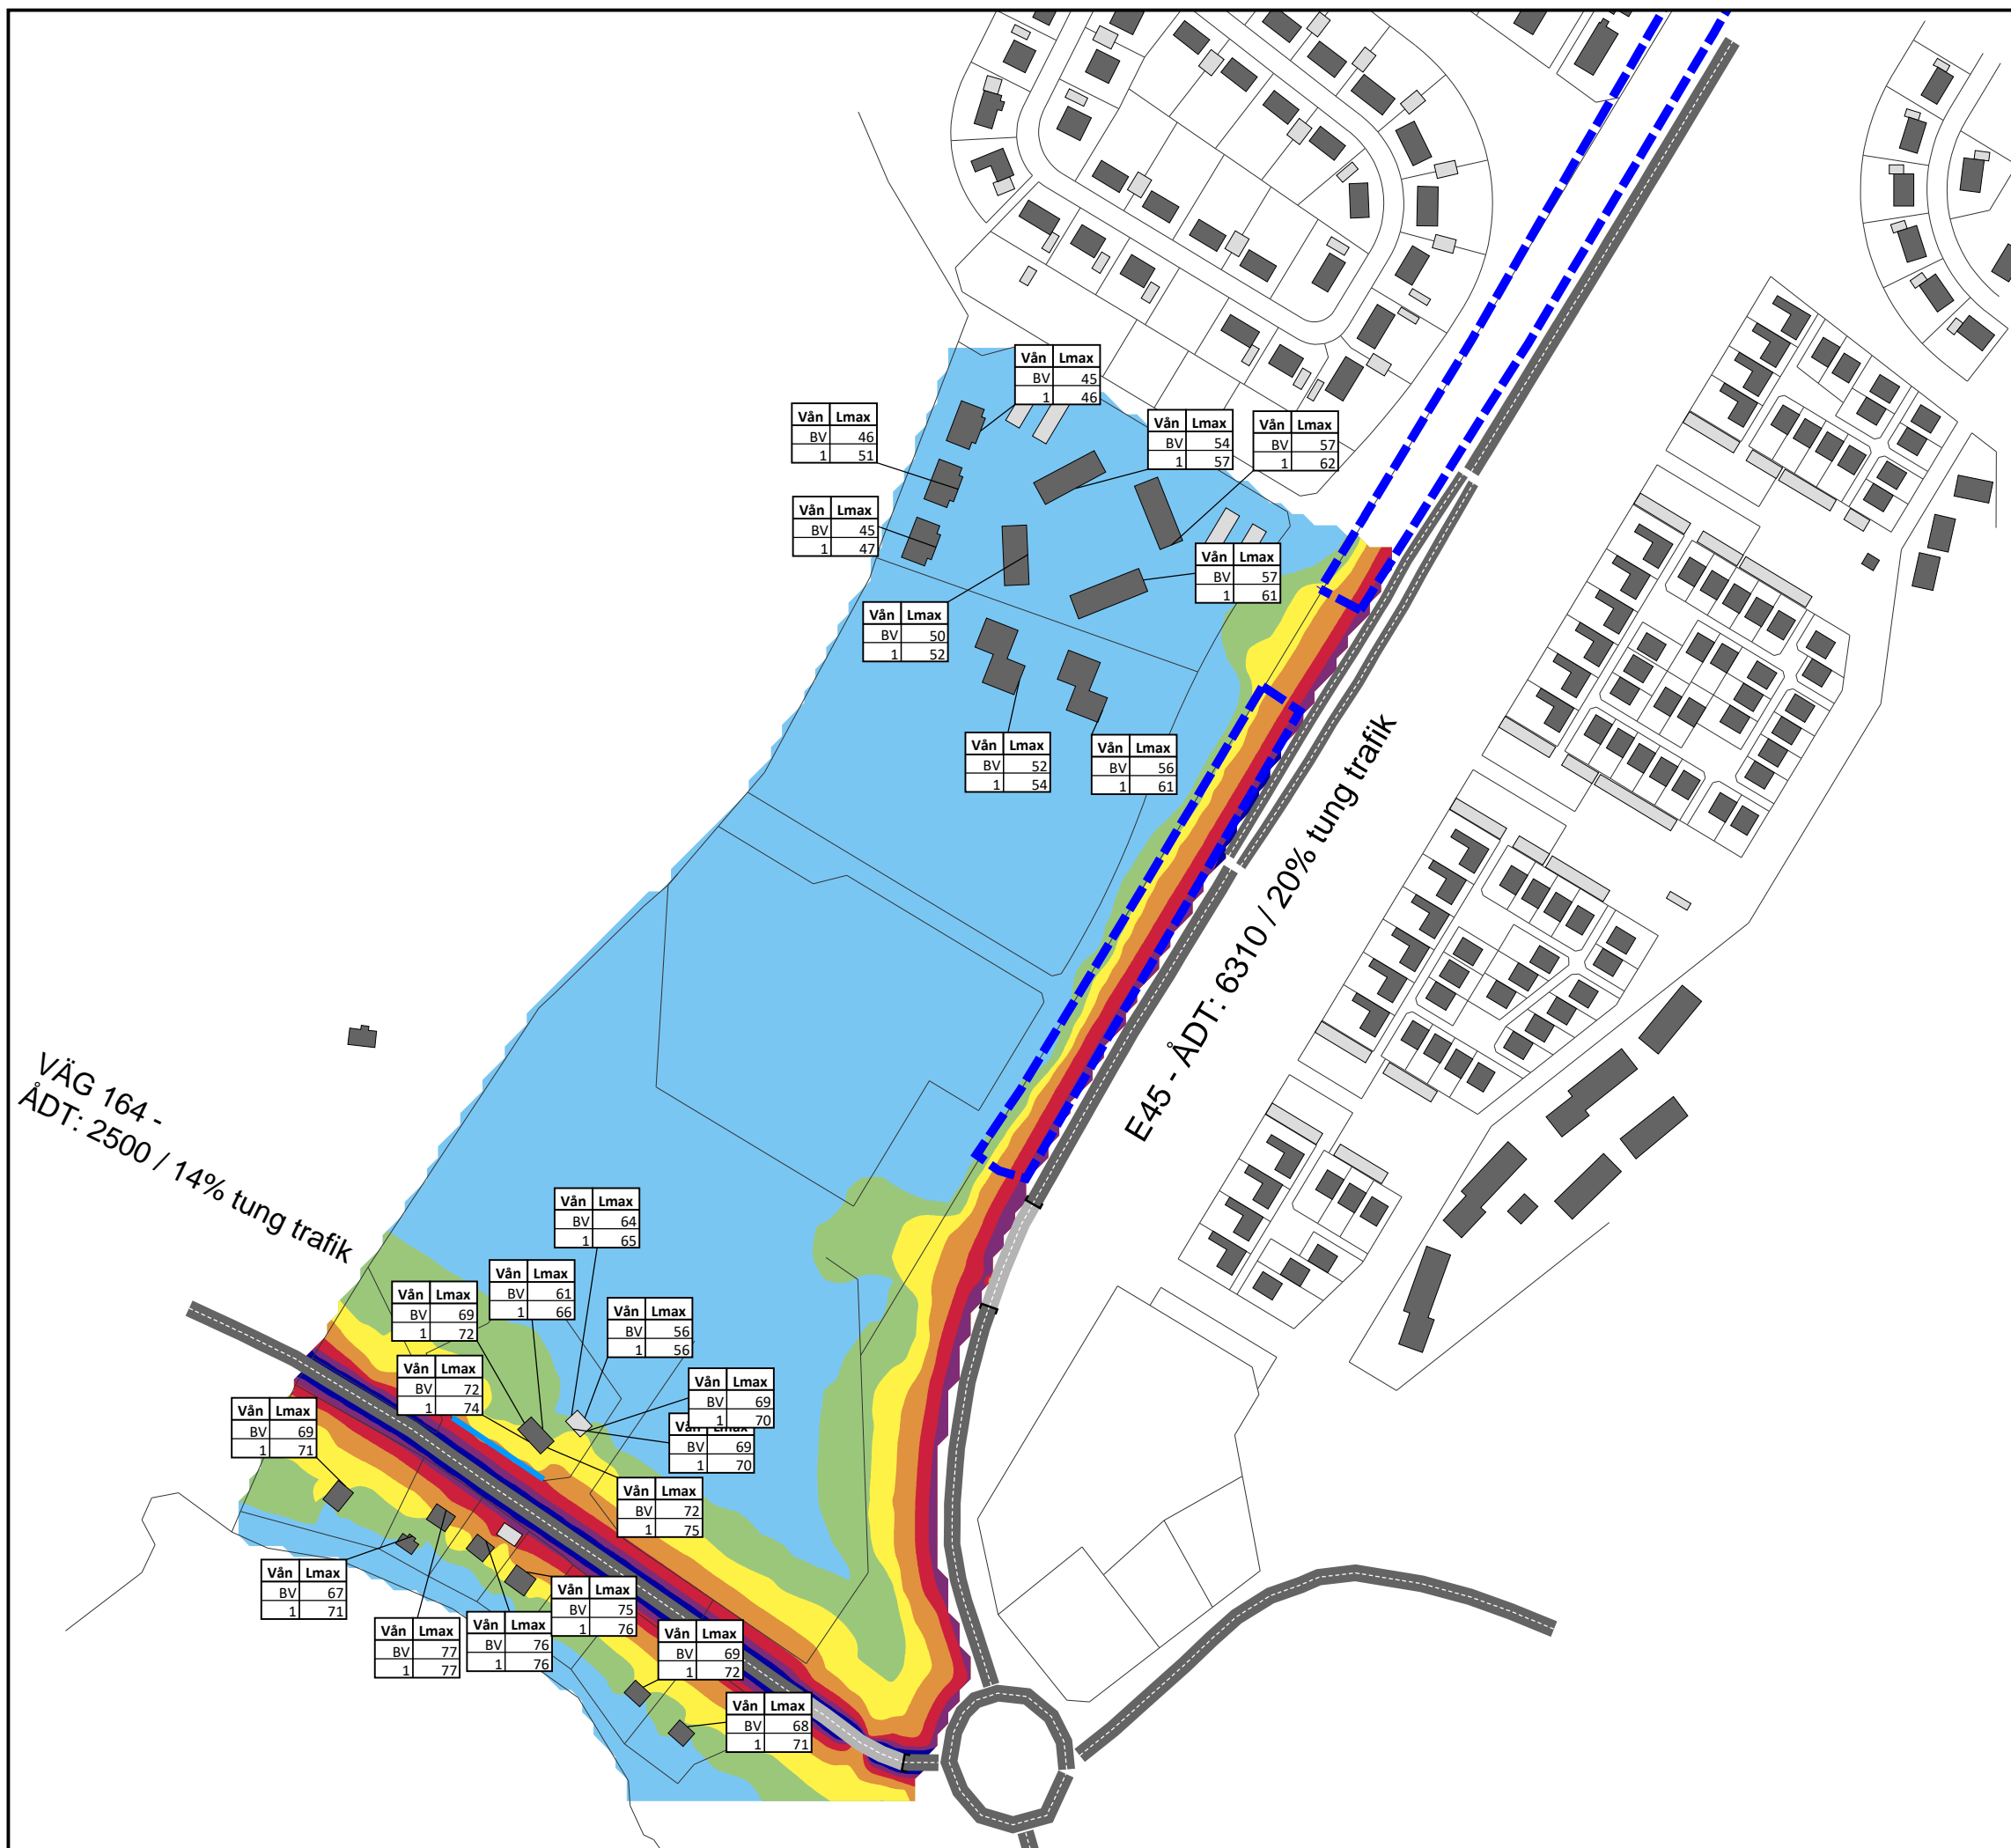 Vån Lmax
BV 45
1 46
Vån Lmax
BV 46
1 51
Vån Lmax
BV 54
1 57
Vån Lmax
BV 57
1 62
Vån Lmax
BV 45
1 47
Vån Lmax
BV 57
1 61
Vån Lmax
BV 50
1 52
Vån Lmax
BV 52
1 54
Vån Lmax
BV 56
1 61
E45 - ÅDT: 6310 / 20% tung trafik
VÄG 164 -
ÅDT: 2500 / 14% tung trafik
Vån Lmax
BV 64
1 65
Vån Lmax
BV 61
1 66
Vån Lmax
BV 69
1 72
Vån Lmax
BV 56
1 56
Vån Lmax
BV 72
1 74
Vån Lmax
BV 69
1 70
Vån Lmax
BV 69
1 71
BV 69
1 70
Vån Lmax
BV 72
1 75
Vån Lmax
BV 67
1 71
Vån Lmax
BV 75
1 76
Vån Lmax
BV 77
1 77
Vån Lmax
BV 76
1 76
Vån Lmax
BV 69
1 72
Vån Lmax
BV 68
1 71